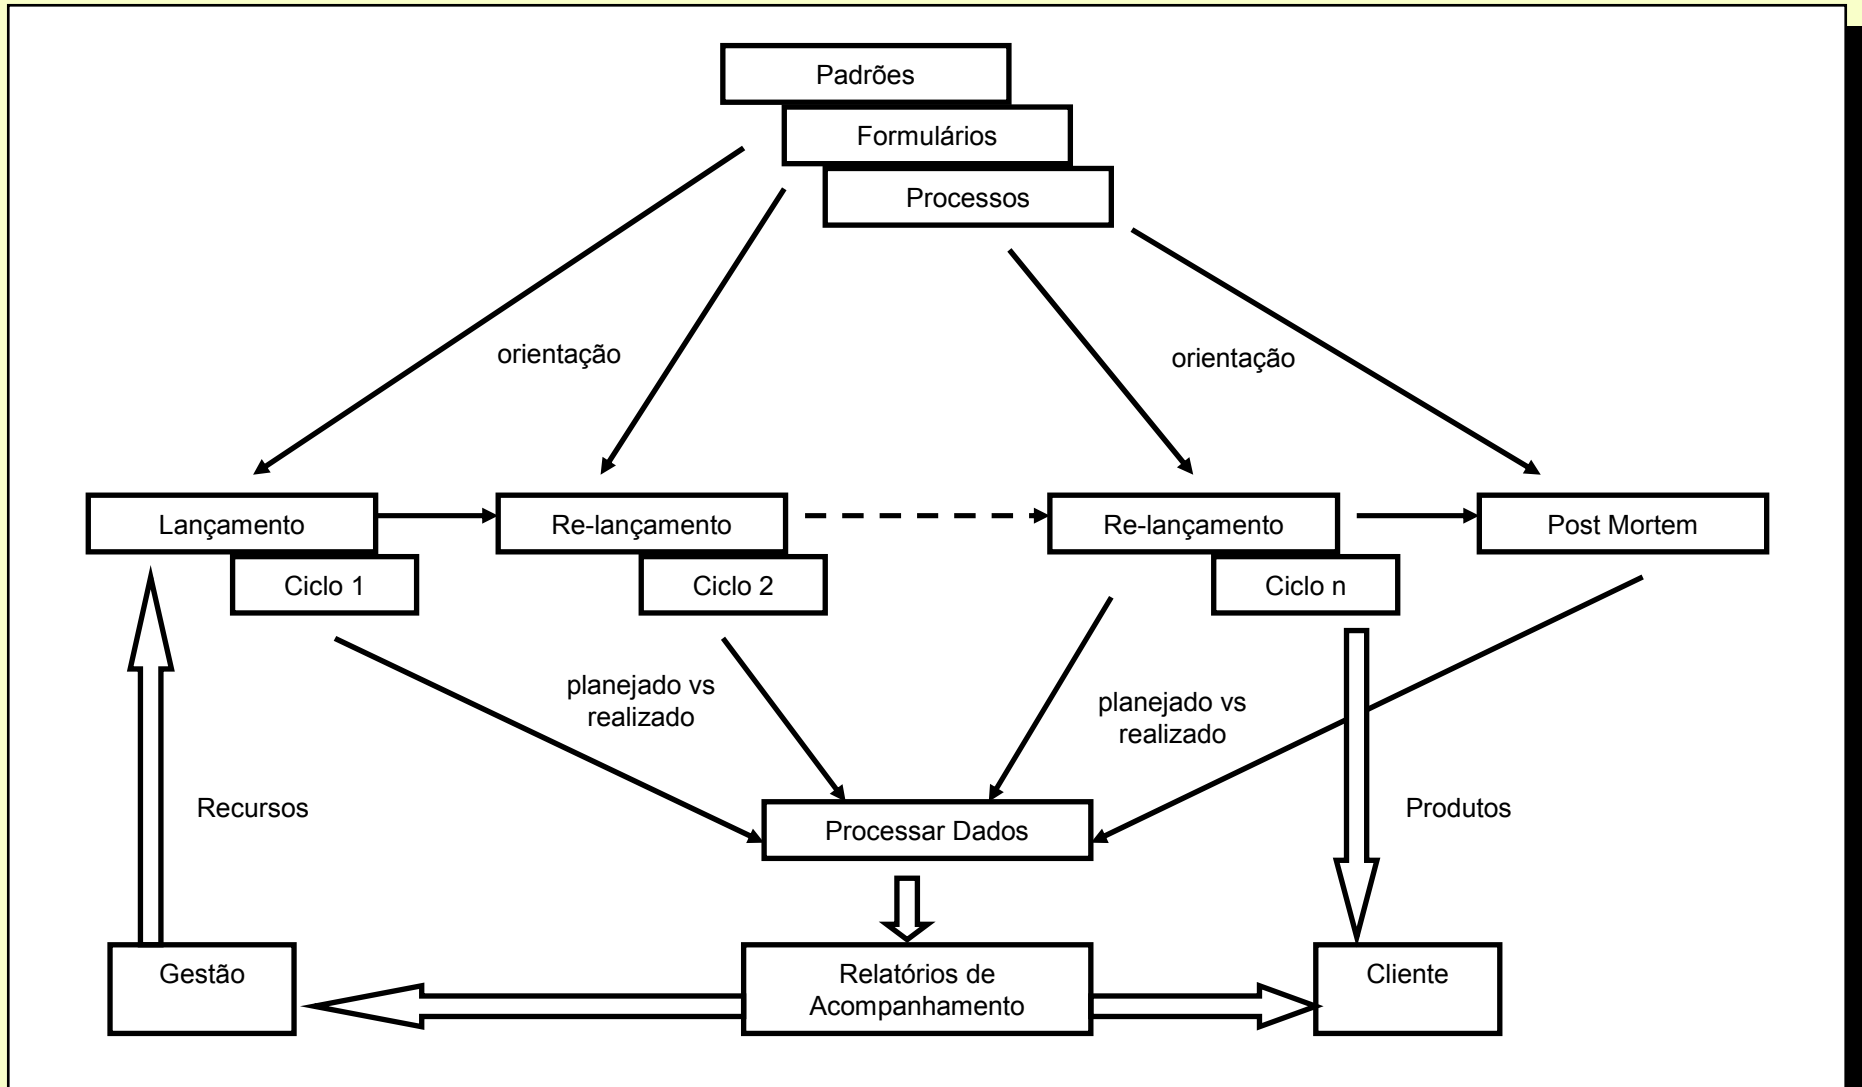 Padrões
Formulários
Processos
orientação
orientação
Lançamento
Re-lançamento
Re-lançamento
Post Mortem
Ciclo 1
Ciclo 2
Ciclo n
planejado vs
realizado
planejado vs
realizado
Recursos
Processar Dados
Produtos
Gestão
Relatórios de
Acompanhamento
Cliente